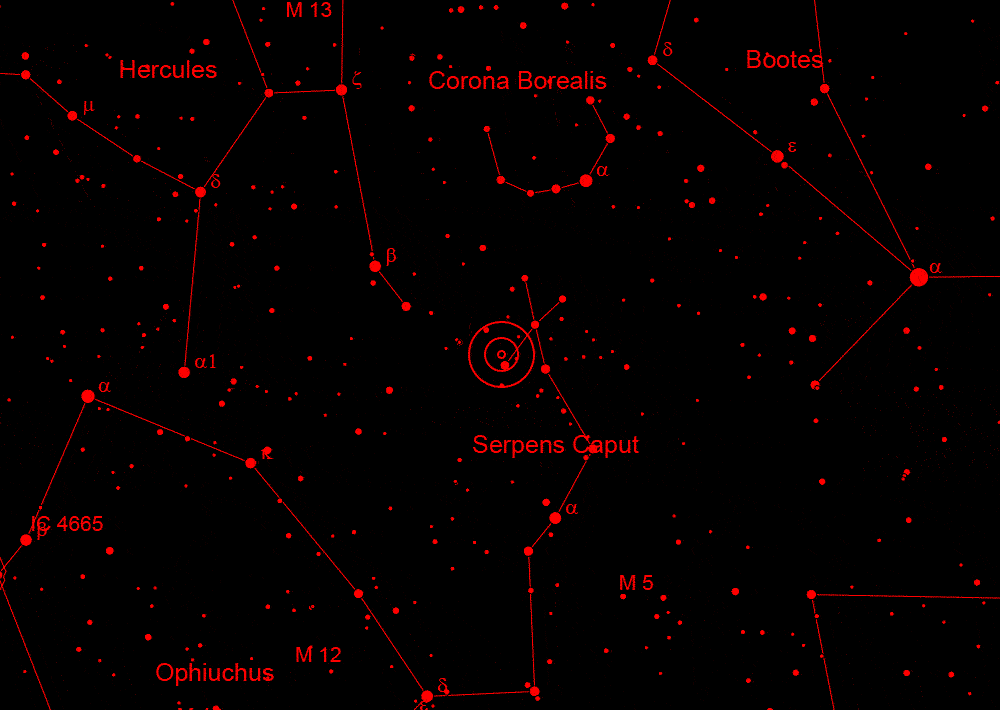 M 13
δ
Bootes
Hercules
ζ
Corona Borealis
μ
ε
α
δ
β
α
α1
α
Serpens Caput
κ
α
IC 4665
β
M 5
M 12
Ophiuchus
δ
ε